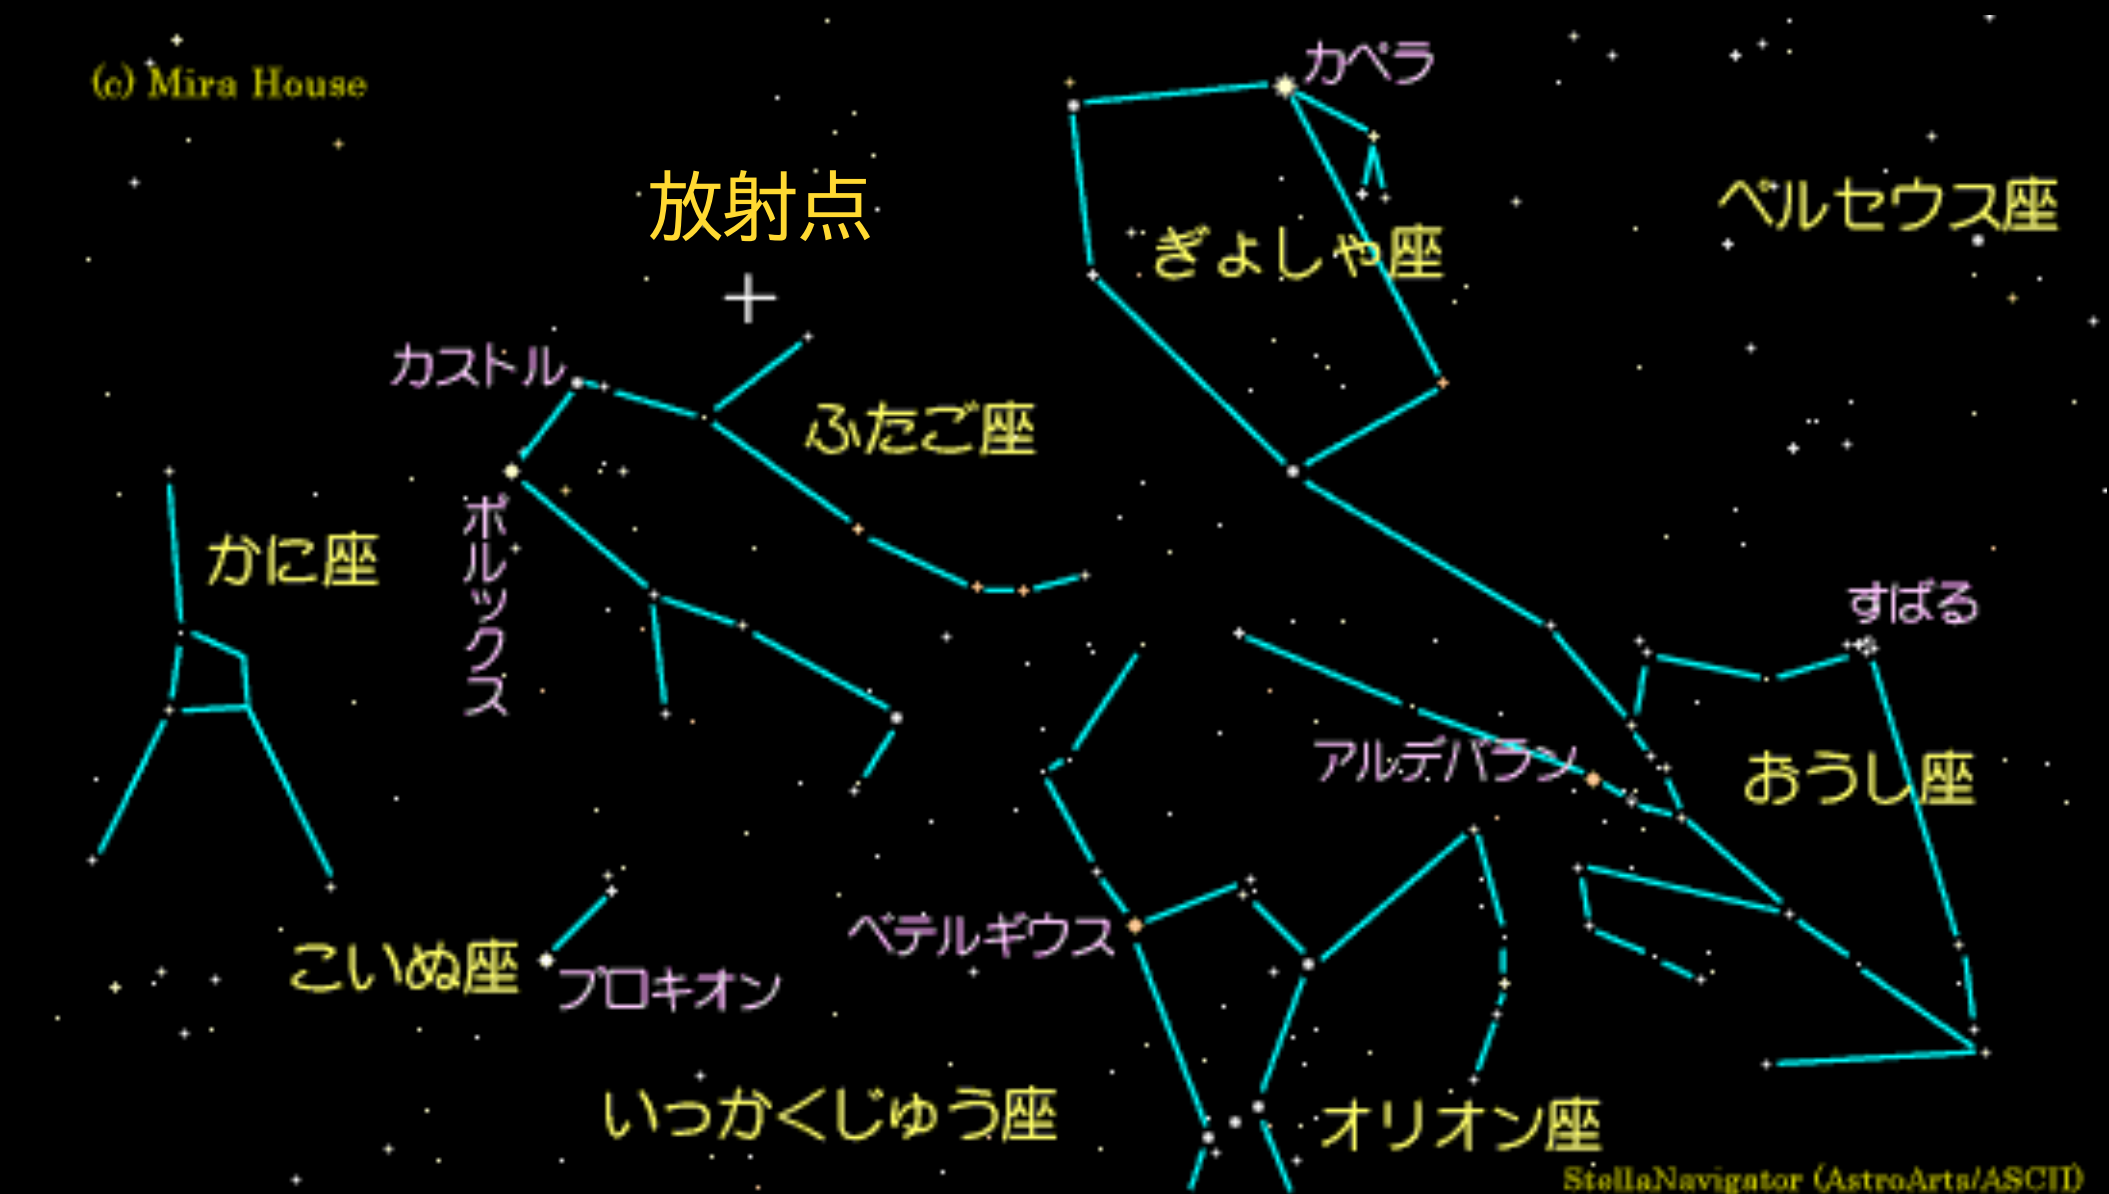 (c) Mira House
カペラ
放射点
ペルセウス座
ぎょしゃ座
カストル
ふたご座
ポルックス
かに座
すばる
アルデバラン
おうし座
ベテルギウス
こいぬ座
プロキオン
いっかくじゅう座
オリオン座
StellaNavigator (AstroArts/ASCII)